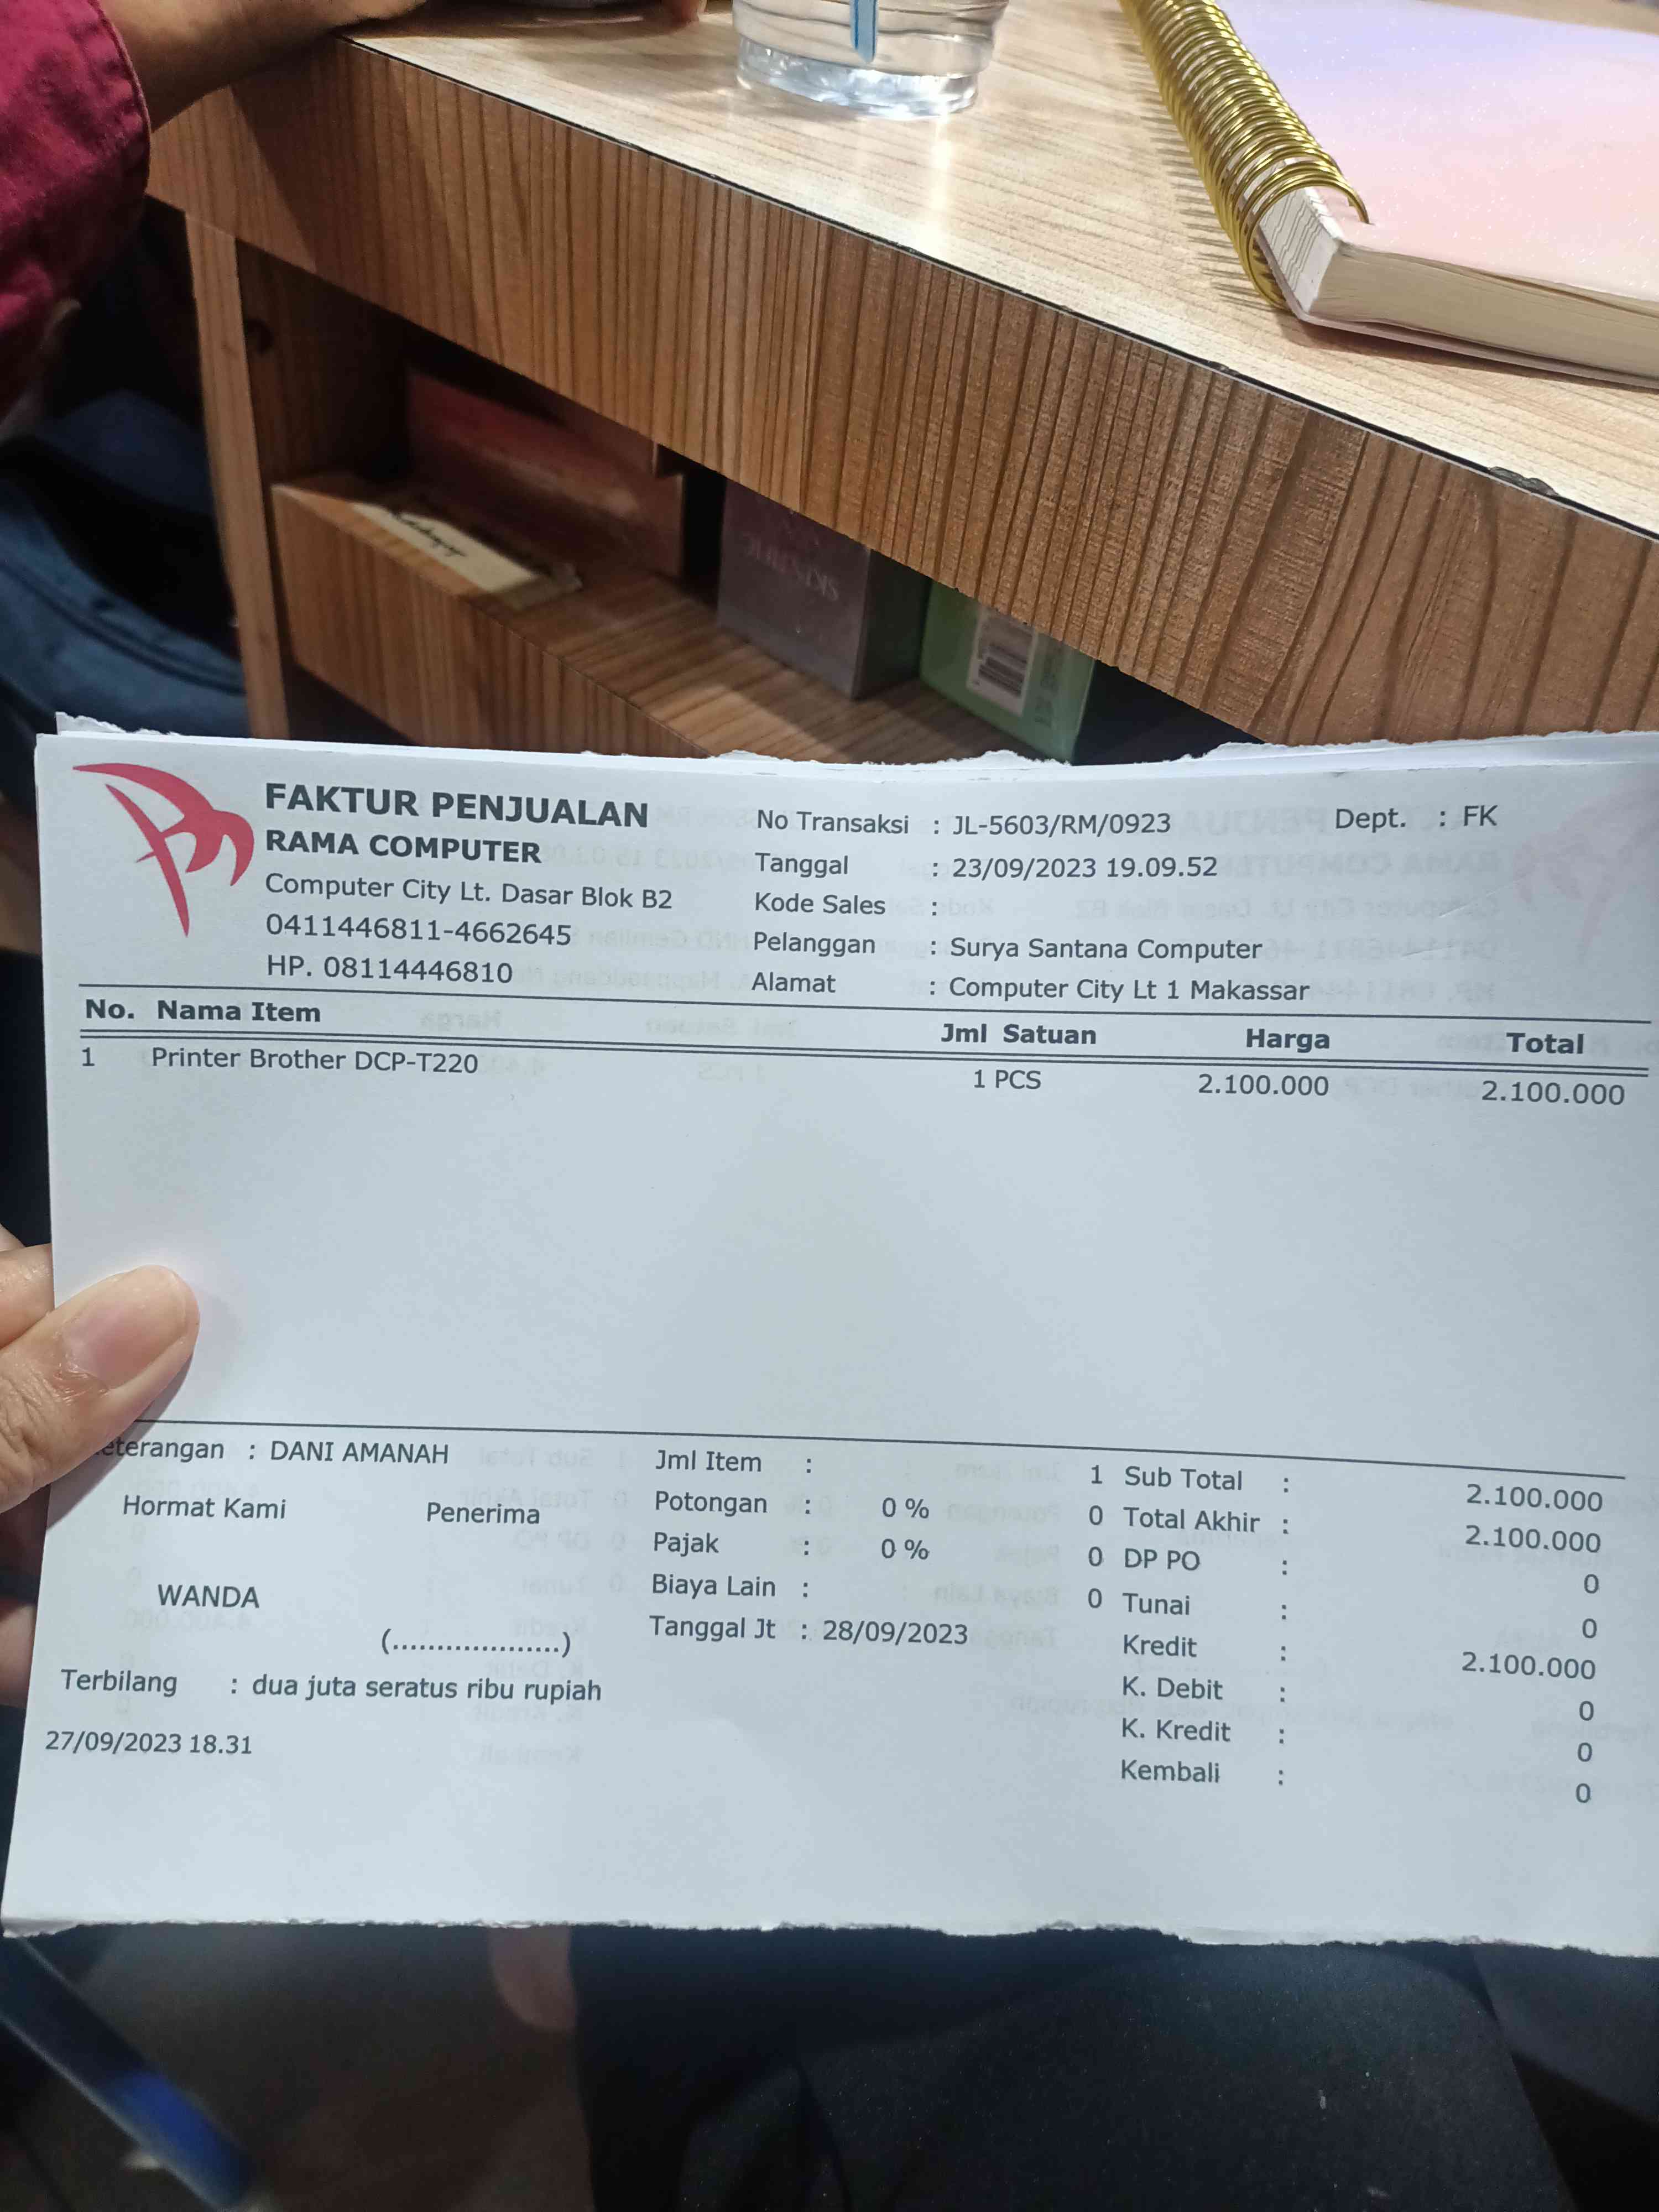 SKINTIFIC
FAKTUR PENJUALAN
RAMA COMPUTER
Computer City Lt. Dasar Blok B2
0411446811-4662645
HP. 08114446810
No Transaksi : JL-5603/RM/0923 Dept. : FK
Tanggal : 23/09/2023 19.09.52
Kode Sales :
Pelanggan : Surya Santana Computer
Alamat : Computer City Lt 1 Makassar
No. Nama Item Jml Satuan Harga Total
1 Printer Brother DCP-T220 1 PCS 2.100.000 2.100.000
eterangan : DANI AMANAH
Hormat Kami Penerima
WANDA
(...................)
Terbilang : dua juta seratus ribu rupiah
27/09/2023 18.31
Jml Item : 1
Potongan : 0 % 0
Pajak : 0 % 0
Biaya Lain : 0
Tanggal Jt : 28/09/2023
Sub Total : 2.100.000
Total Akhir : 2.100.000
DP PO : 0
Tunai : 0
Kredit : 2.100.000
K. Debit : 0
K. Kredit : 0
Kembali : 0